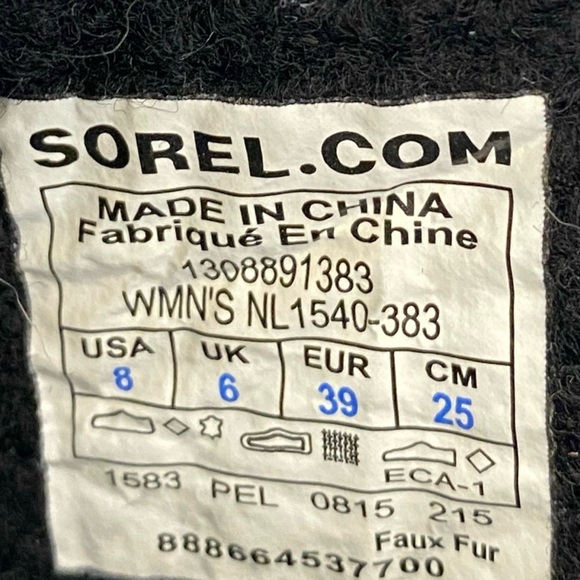 SOREL.COM
MADE IN CHINA
Fabriqué En Chine
1308891383
WMN'S NL1540-383
USA UK EUR CM
8 6 39 25
ECA-1
1583 PEL 0815 215
Faux Fur
888664537700